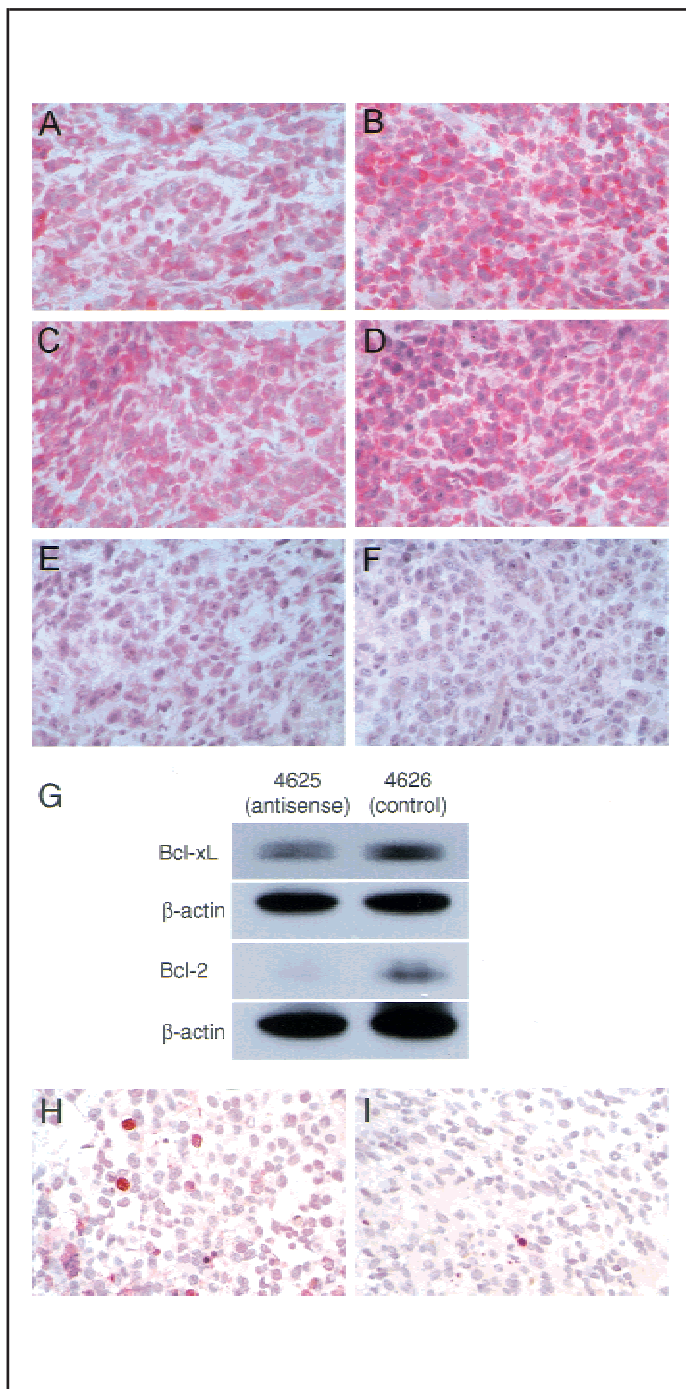 A
B
C
D
E
F
G
4625 (antisense)
4626 (control)
Bcl-xL
β-actin
Bcl-2
β-actin
H
I